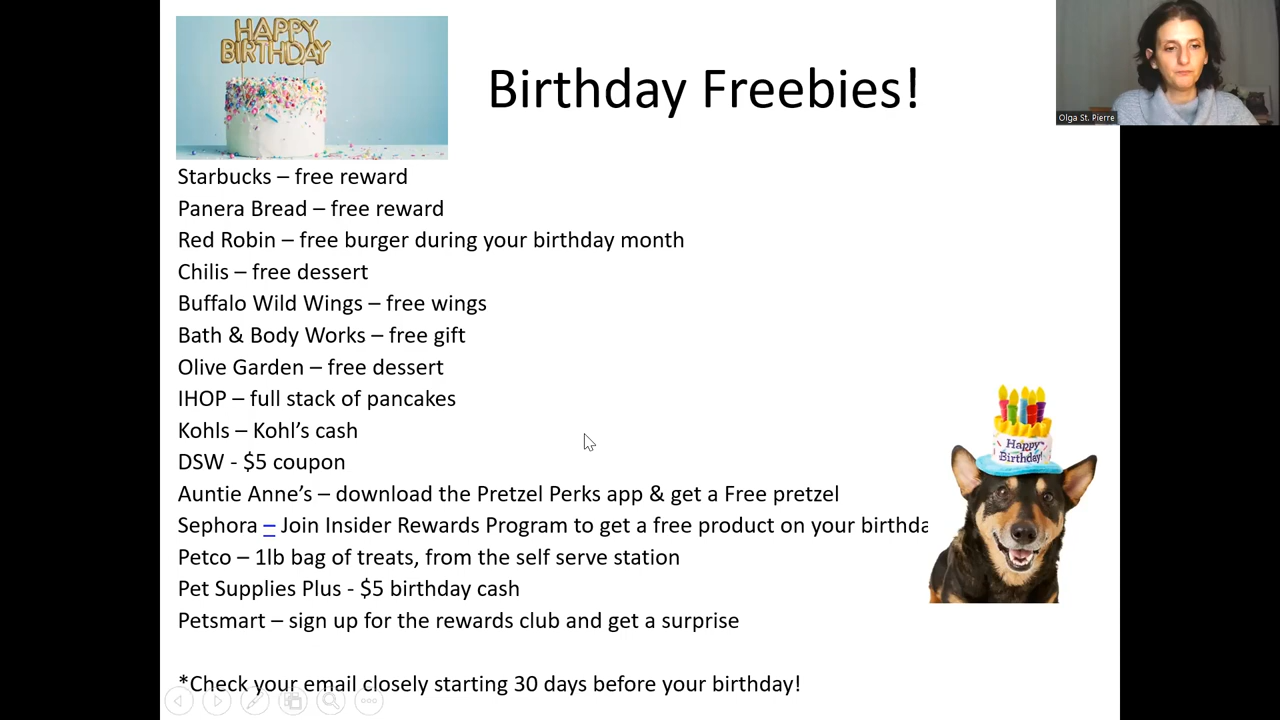 HAPPY
BIRTHDAY
Birthday Freebies!
Olga St. Pierre
Starbucks – free reward
Panera Bread – free reward
Red Robin – free burger during your birthday month
Chilis – free dessert
Buffalo Wild Wings – free wings
Bath & Body Works – free gift
Olive Garden – free dessert
IHOP – full stack of pancakes
Kohls – Kohl’s cash
DSW - $5 coupon
Auntie Anne’s – download the Pretzel Perks app & get a Free pretzel
Sephora – Join Insider Rewards Program to get a free product on your birthda
Petco – 1lb bag of treats, from the self serve station
Pet Supplies Plus - $5 birthday cash
Petsmart – sign up for the rewards club and get a surprise
*Check your email closely starting 30 days before your birthday!
Happy
Birthday!